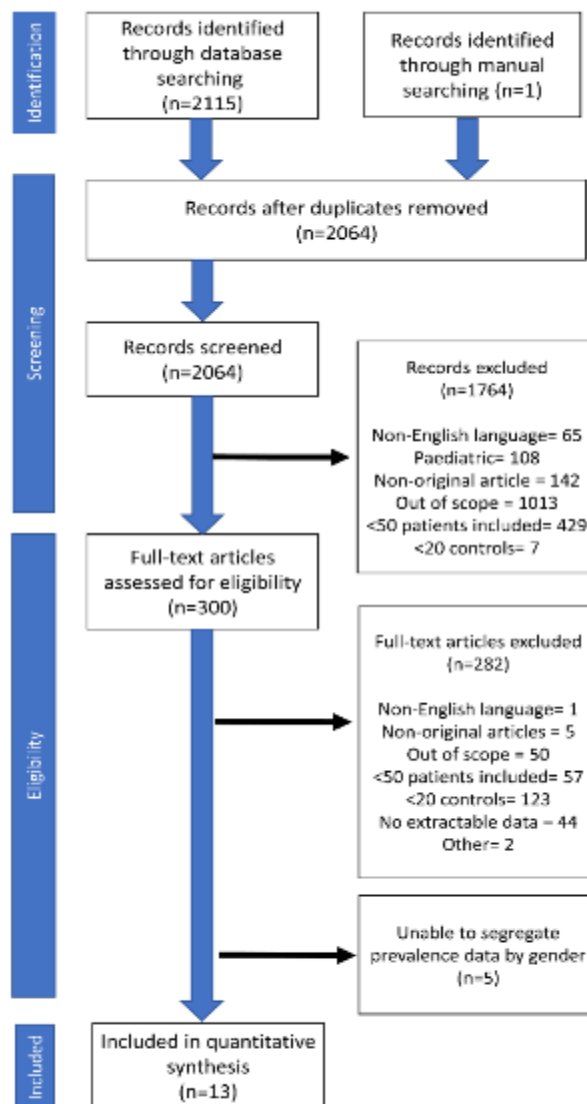 Identification
Records identified
through database
searching
(n=2115)
Records identified
through manual
searching (n=1)
Screening
Records after duplicates removed
(n=2064)
Records screened
(n=2064)
Records excluded
(n=1764)
Non-English language= 65
Paediatric= 108
Non-original article = 142
Out of scope = 1013
<50 patients included= 429
<20 controls= 7
Eligibility
Full-text articles
assessed for eligibility
(n=300)
Full-text articles excluded
(n=282)
Non-English language= 1
Non-original articles = 5
Out of scope = 50
<50 patients included= 57
<20 controls= 123
No extractable data = 44
Other= 2
Unable to segregate
prevalence data by gender
(n=5)
Included
Included in quantitative
synthesis
(n=13)